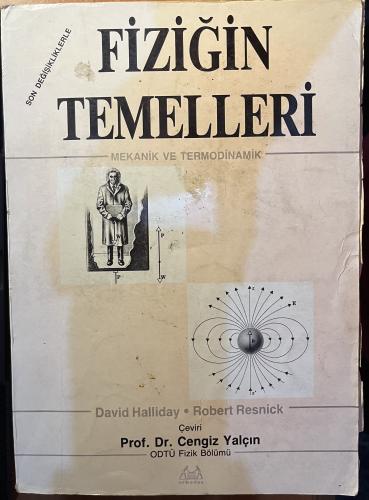 SON DEĞİŞİKLİKLERLE
FİZİĞİN
TEMELLERİ
MEKANİK VE TERMODİNAMİK
David Halliday • Robert Resnick
Çeviri
Prof. Dr. Cengiz Yalçın
ODTÜ Fizik Bölümü